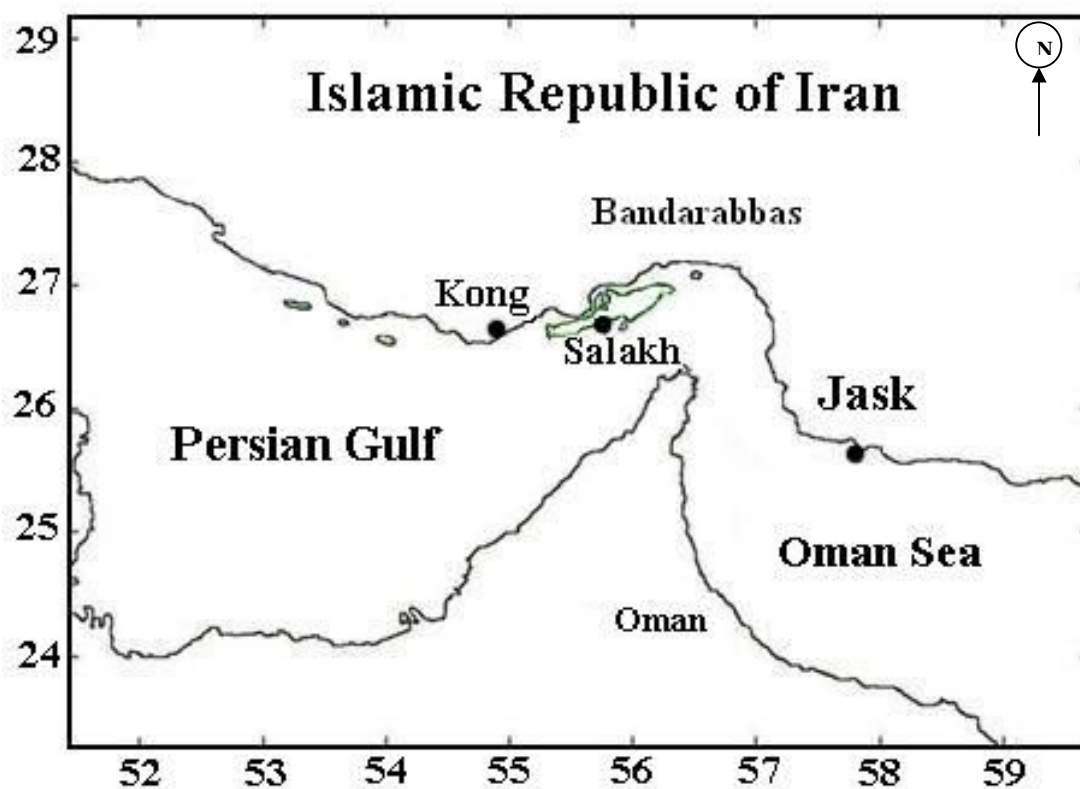 N
29
Islamic Republic of Iran
28
Bandarabbas
27
Kong
Salakh
26
Jask
Persian Gulf
25
Oman Sea
Oman
24
52 53 54 55 56 57 58 59